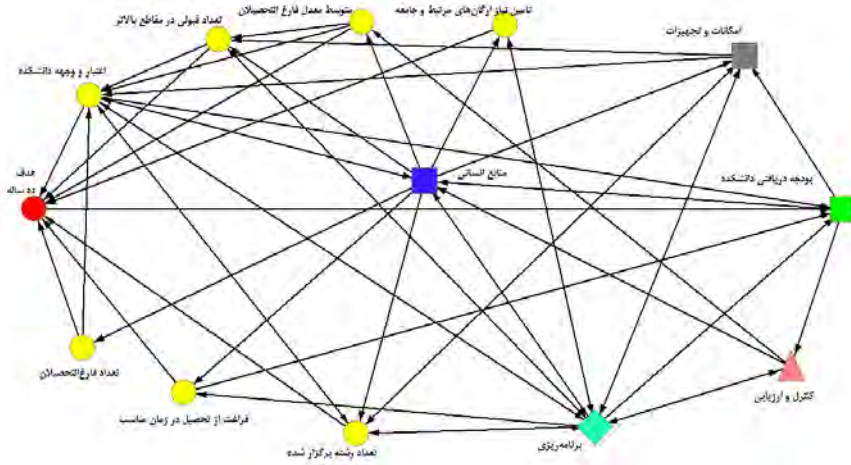 تامین نیاز ارگان‌های مرتبط و جامعه
متوسط معدل فارغ التحصیلان
تعداد قبولی در مقاطع بالاتر
امکانات و تجهیزات
اعتبار و وجهه دانشکده
هدف
ده ساله
منابع انسانی
بودجه دریافتی دانشکده
تعداد فارغ‌التحصیلان
کنترل و ارزیابی
فراغت از تحصیل در زمان مناسب
برنامه‌ریزی
تعداد رشته برگزار شده